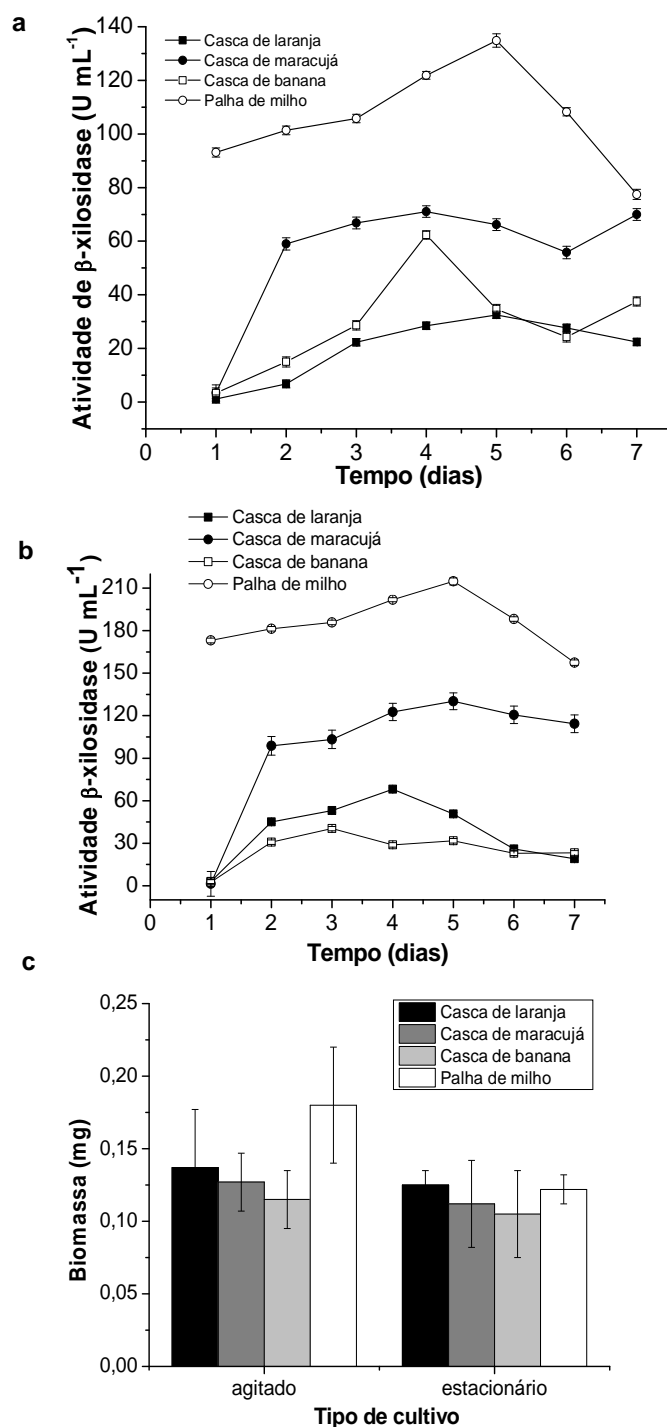 a
Atividade de β-xilosidase (U mL⁻¹)
140
120
100
80
60
40
20
0
Casca de laranja
Casca de maracujá
Casca de banana
Palha de milho
0 1 2 3 4 5 6 7
Tempo (dias)
b
Casca de laranja
Casca de maracujá
Casca de banana
Palha de milho
Atividade β-xilosidase (U mL⁻¹)
210
180
150
120
90
60
30
0
0 1 2 3 4 5 6 7
Tempo (dias)
c
Biomassa (mg)
0,25
0,20
0,15
0,10
0,05
0,00
Casca de laranja
Casca de maracujá
Casca de banana
Palha de milho
agitado estacionário
Tipo de cultivo